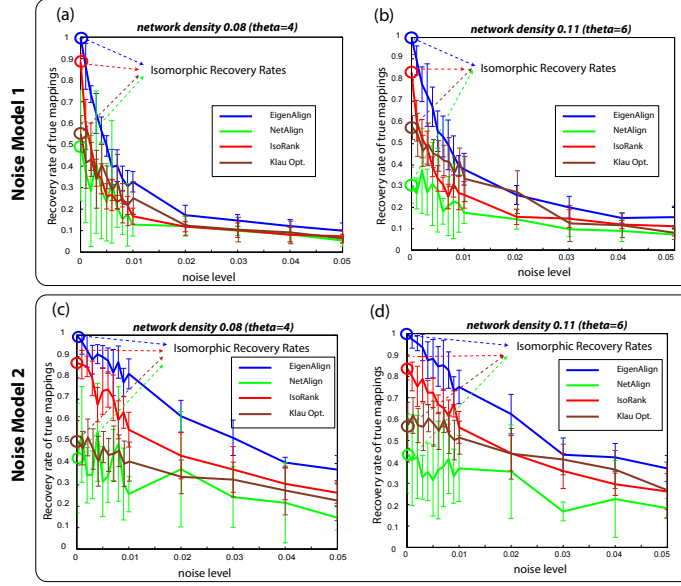 Noise Model 1
(a)
network density 0.08 (theta=4)
Recovery rate of true mappings
1
0.9
0.8
0.7
0.6
0.5
0.4
0.3
0.2
0.1
0
Isomorphic Recovery Rates
EigenAlign
NetAlign
IsoRank
Klau Opt.
0
0.01
0.02
0.03
0.04
0.05
noise level
(b)
network density 0.11 (theta=6)
Recovery rate of true mappings
1
0.9
0.8
0.7
0.6
0.5
0.4
0.3
0.2
0.1
0
Isomorphic Recovery Rates
EigenAlign
NetAlign
IsoRank
Klau Opt.
0
0.01
0.02
0.03
0.04
0.05
noise level
Noise Model 2
(c)
network density 0.08 (theta=4)
Recovery rate of true mappings
1
0.9
0.8
0.7
0.6
0.5
0.4
0.3
0.2
0.1
0
Isomorphic Recovery Rates
EigenAlign
NetAlign
IsoRank
Klau Opt.
0
0.01
0.02
0.03
0.04
0.05
noise level
(d)
network density 0.11 (theta=6)
Recovery rate of true mappings
1
0.9
0.8
0.7
0.6
0.5
0.4
0.3
0.2
0.1
0
Isomorphic Recovery Rates
EigenAlign
NetAlign
IsoRank
Klau Opt.
0
0.01
0.02
0.03
0.04
0.05
noise level